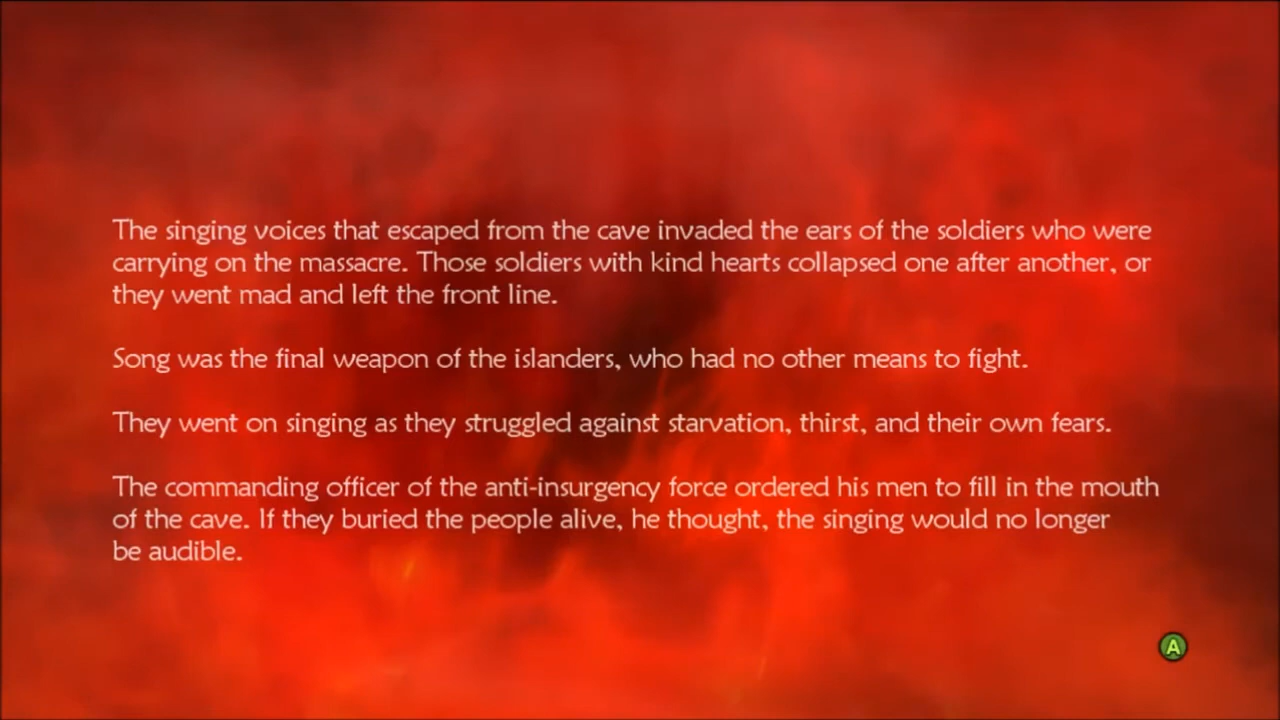 The singing voices that escaped from the cave invaded the ears of the soldiers who were
carrying on the massacre. Those soldiers with kind hearts collapsed one after another, or
they went mad and left the front line.
Song was the final weapon of the islanders, who had no other means to fight.
They went on singing as they struggled against starvation, thirst, and their own fears.
The commanding officer of the anti-insurgency force ordered his men to fill in the mouth
of the cave. If they buried the people alive, he thought, the singing would no longer
be audible.
A